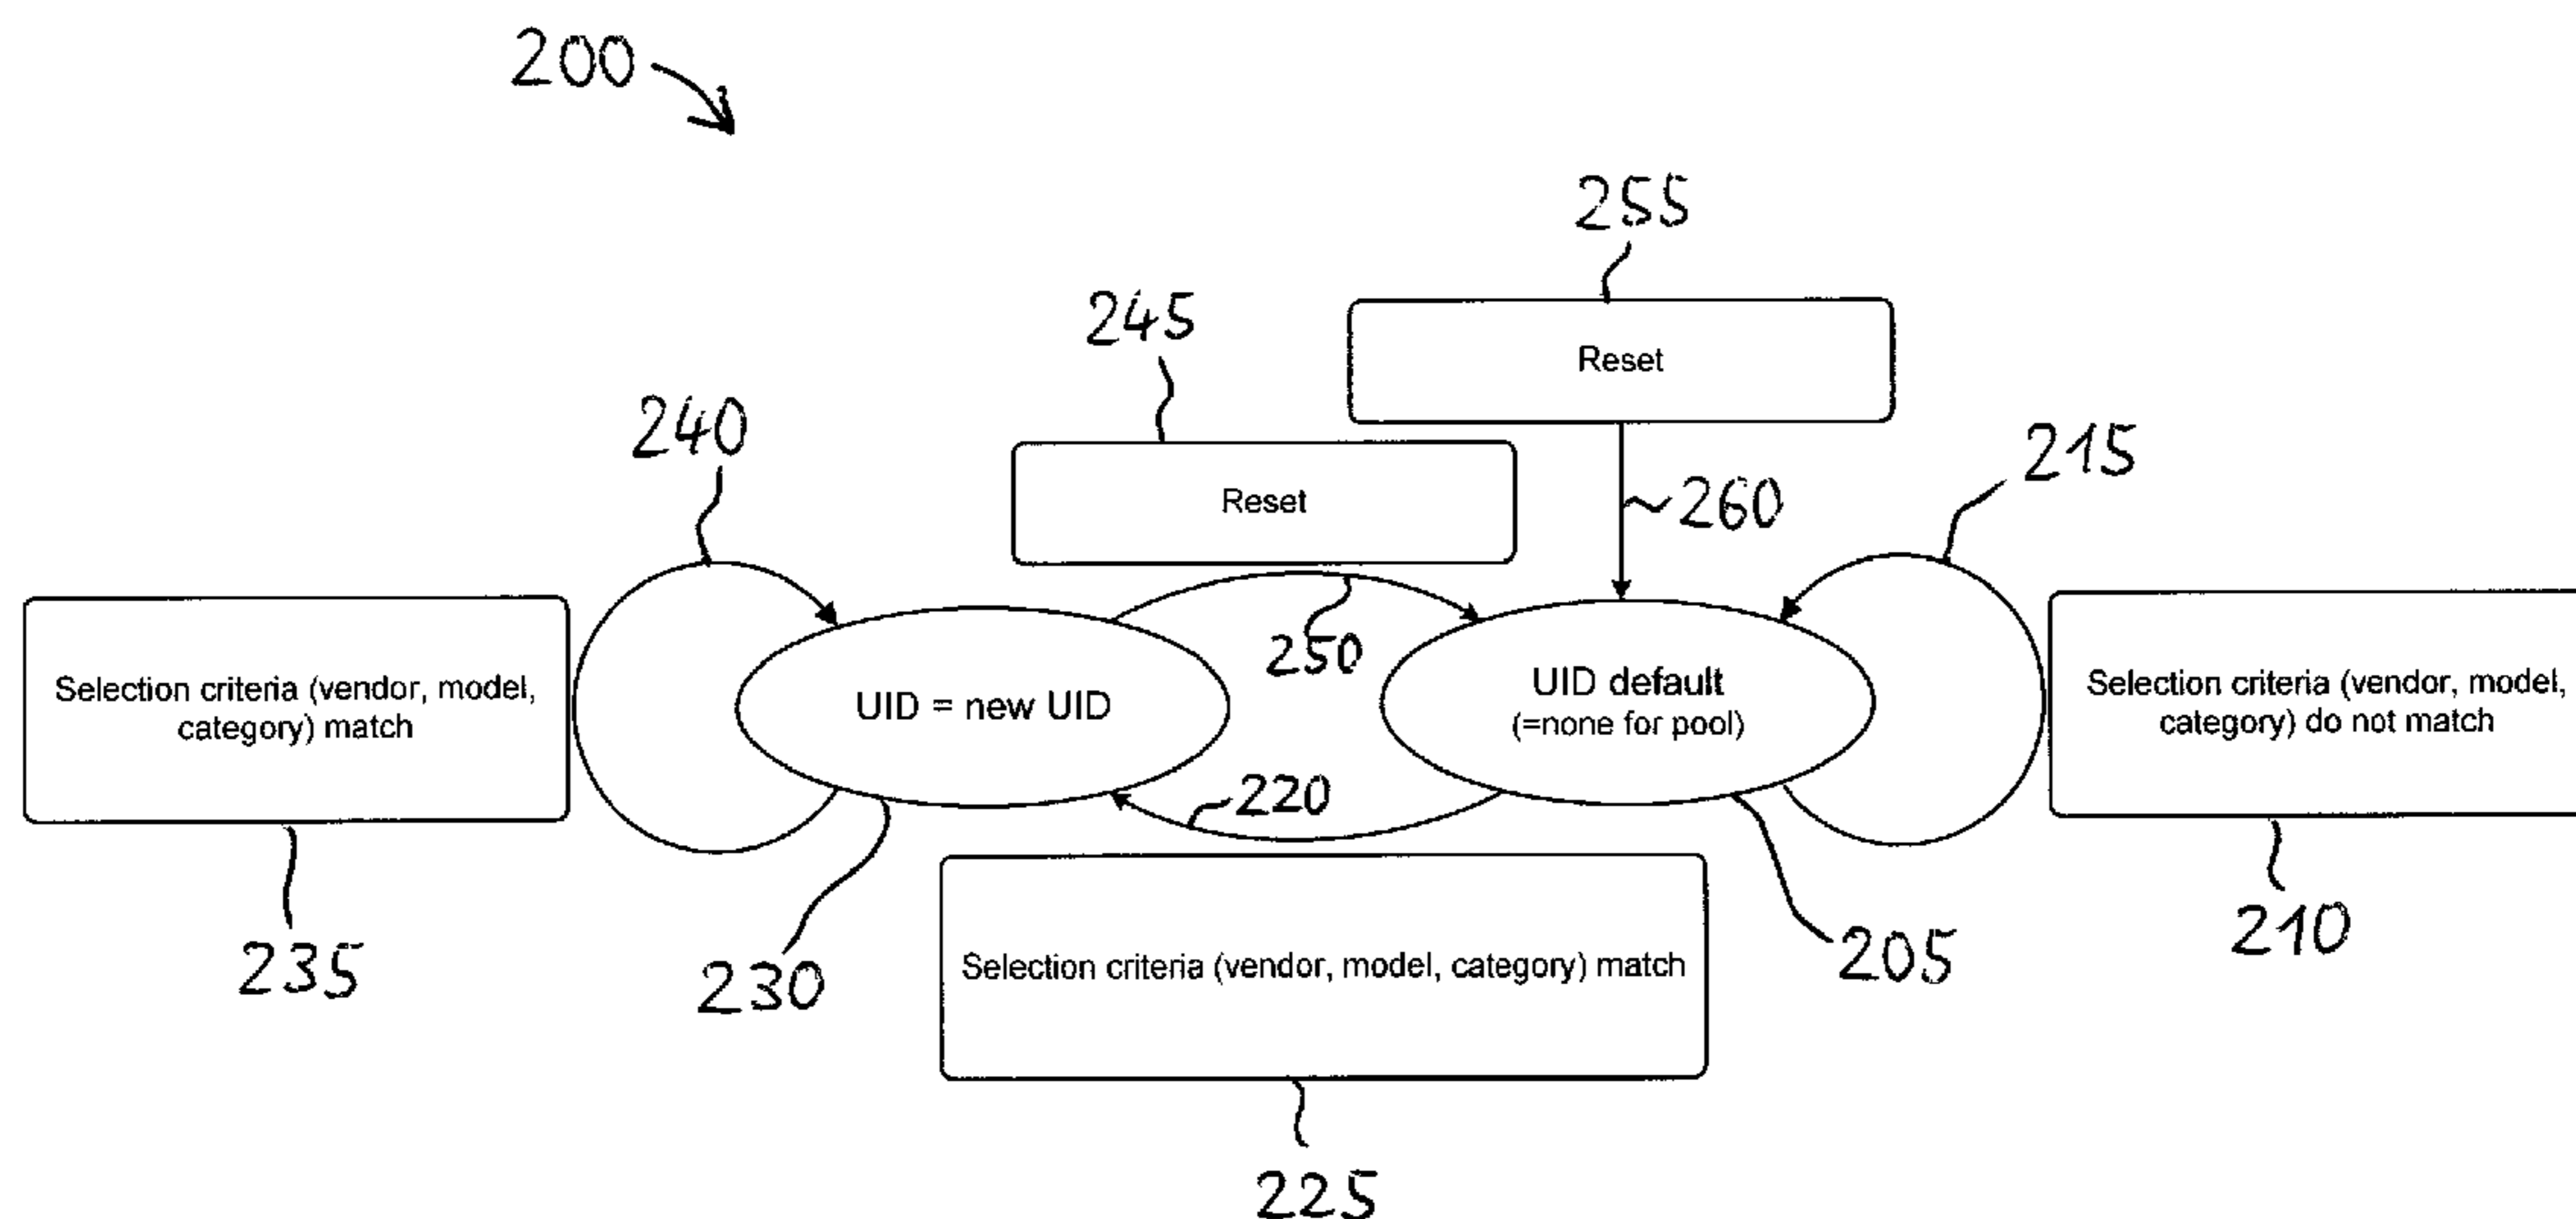 200
255
245
Reset
240
215
Reset
260
250
Selection criteria (vendor, model,
category) match
UID = new UID
UID default
(=none for pool)
Selection criteria (vendor, model,
category) do not match
220
235
230
Selection criteria (vendor, model, category) match
205
210
225